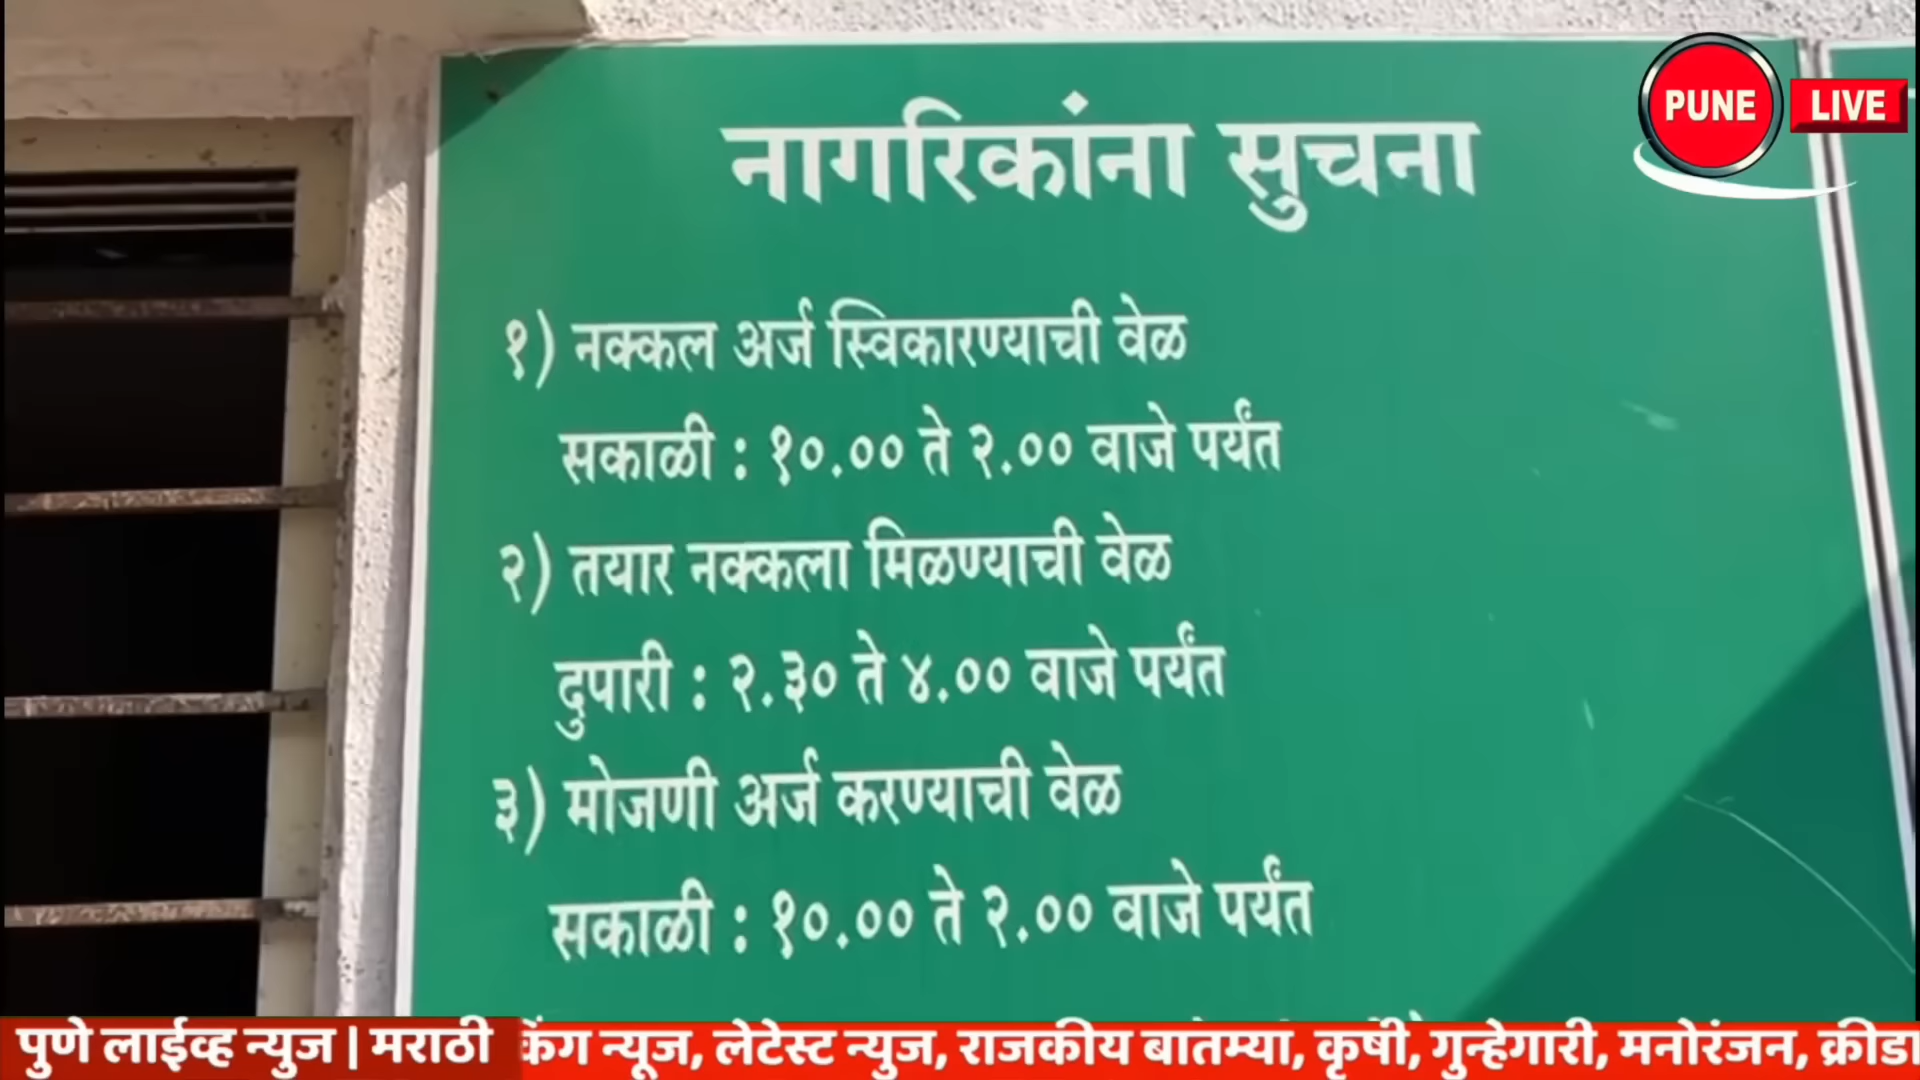 नागरिकांना सुचना
१) नक्कल अर्ज स्विकारण्याची वेळ
सकाळी : १०.०० ते २.०० वाजे पर्यंत
२) तयार नक्कला मिळण्याची वेळ
दुपारी : २.३० ते ४.०० वाजे पर्यंत
३) मोजणी अर्ज करण्याची वेळ
सकाळी : १०.०० ते २.०० वाजे पर्यंत
PUNE LIVE
पुणे लाईव्ह न्युज | मराठी
केंग न्यूज, लेटेस्ट न्युज, राजकीय बातम्या, कृषी, गुन्हेगारी, मनोरंजन, क्रीडा